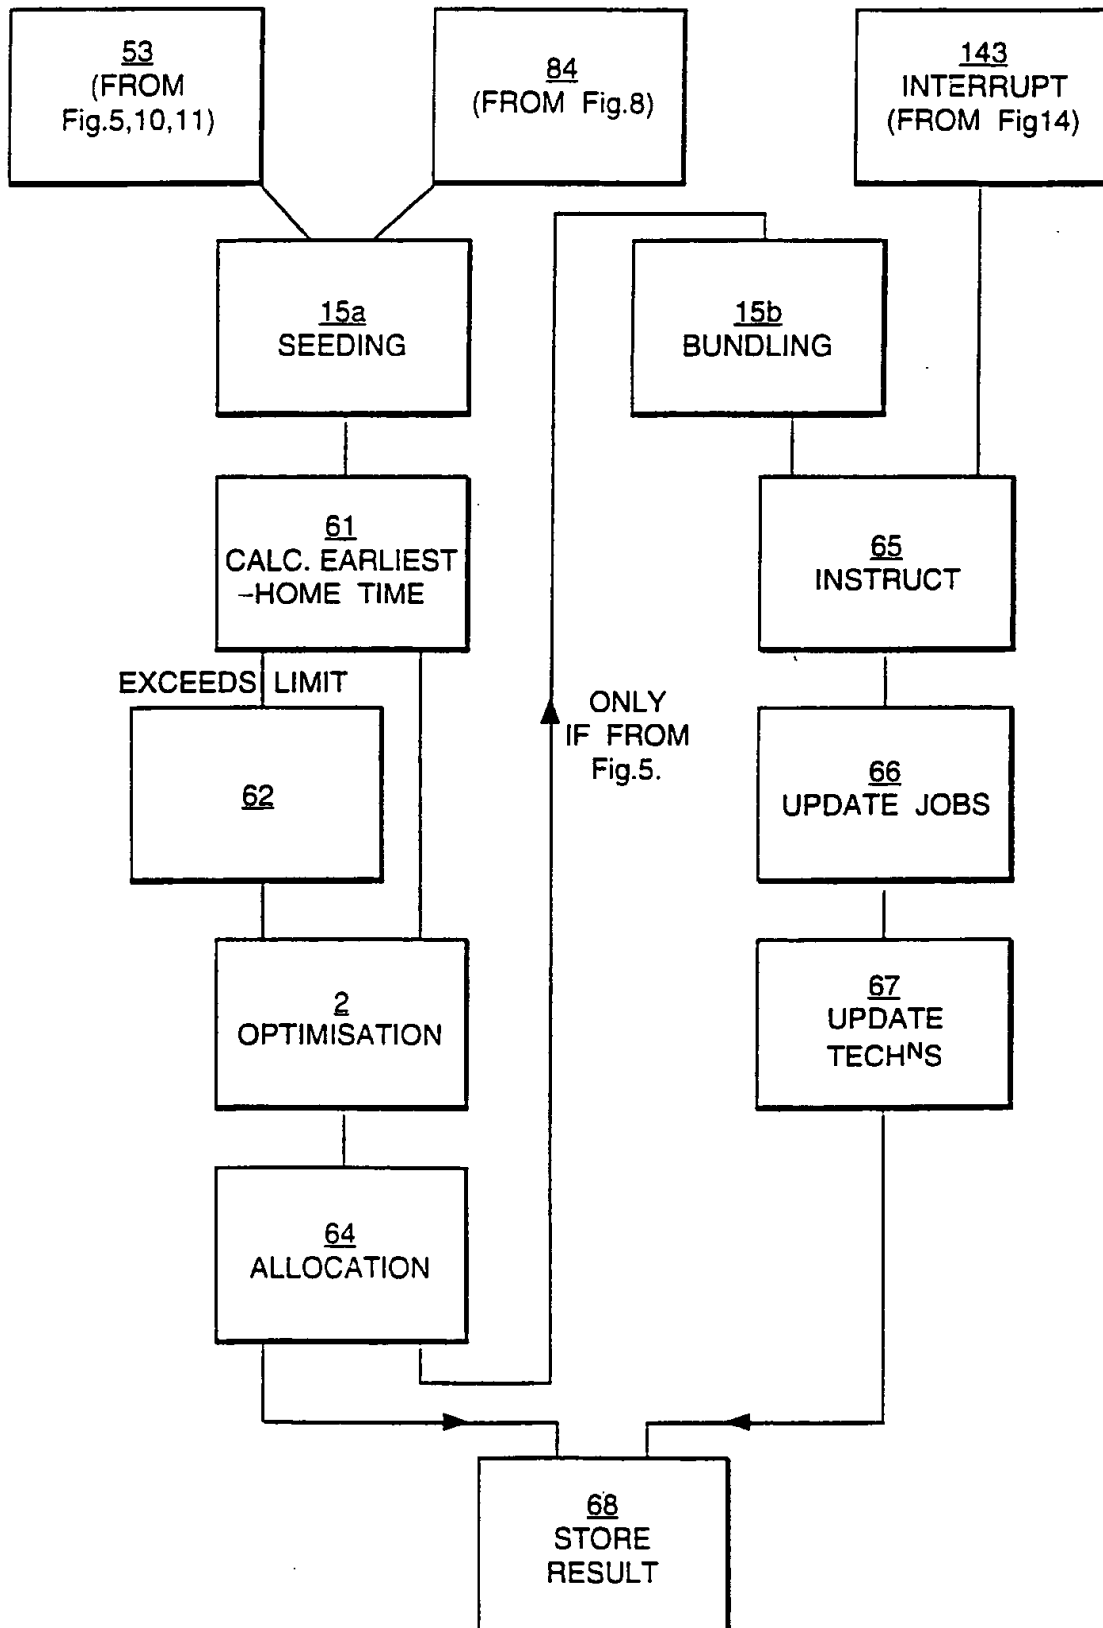 53
(FROM
Fig.5,10,11)
84
(FROM Fig.8)
143
INTERRUPT
(FROM Fig14)
15a
SEEDING
15b
BUNDLING
61
CALC. EARLIEST
-HOME TIME
65
INSTRUCT
EXCEEDS LIMIT
62
ONLY
IF FROM
Fig.5.
66
UPDATE JOBS
2
OPTIMISATION
67
UPDATE
TECHNS
64
ALLOCATION
68
STORE
RESULT